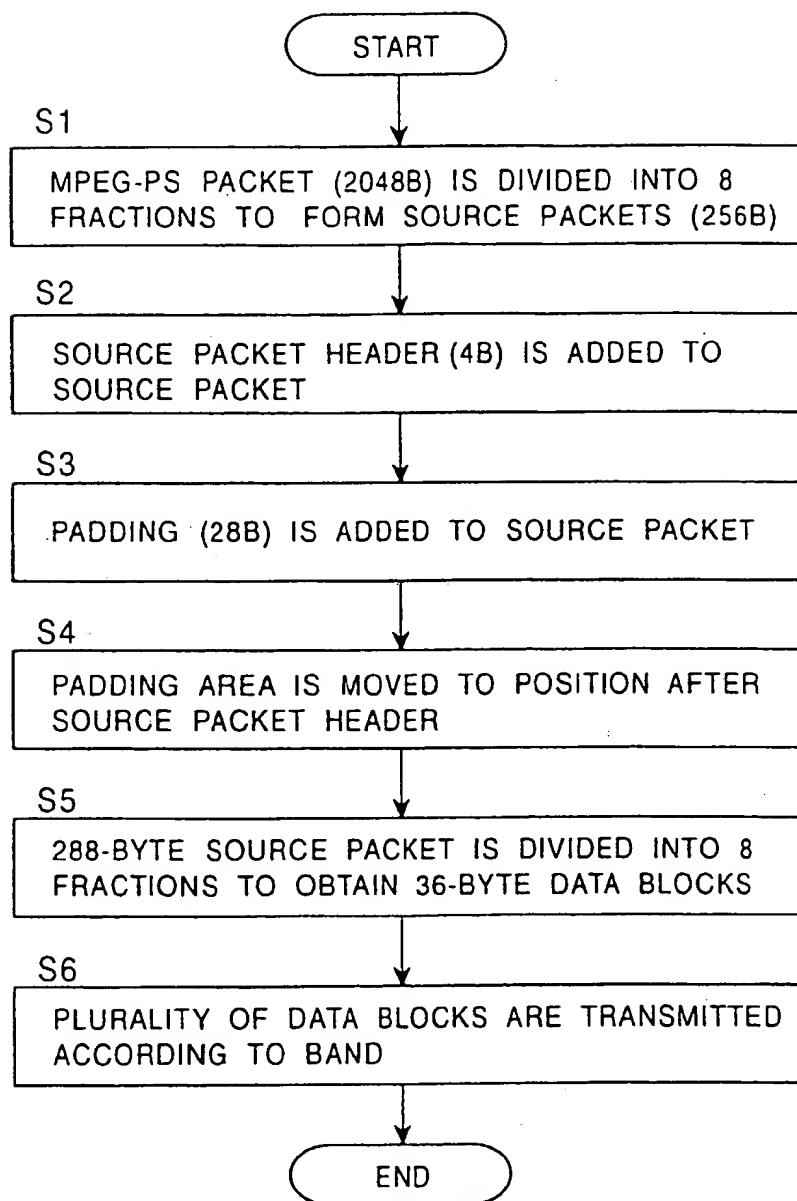 START
S1
MPEG-PS PACKET (2048B) IS DIVIDED INTO 8
FRACTIONS TO FORM SOURCE PACKETS (256B)
S2
SOURCE PACKET HEADER (4B) IS ADDED TO
SOURCE PACKET
S3
PADDING (28B) IS ADDED TO SOURCE PACKET
S4
PADDING AREA IS MOVED TO POSITION AFTER
SOURCE PACKET HEADER
S5
288-BYTE SOURCE PACKET IS DIVIDED INTO 8
FRACTIONS TO OBTAIN 36-BYTE DATA BLOCKS
S6
PLURALITY OF DATA BLOCKS ARE TRANSMITTED
ACCORDING TO BAND
END